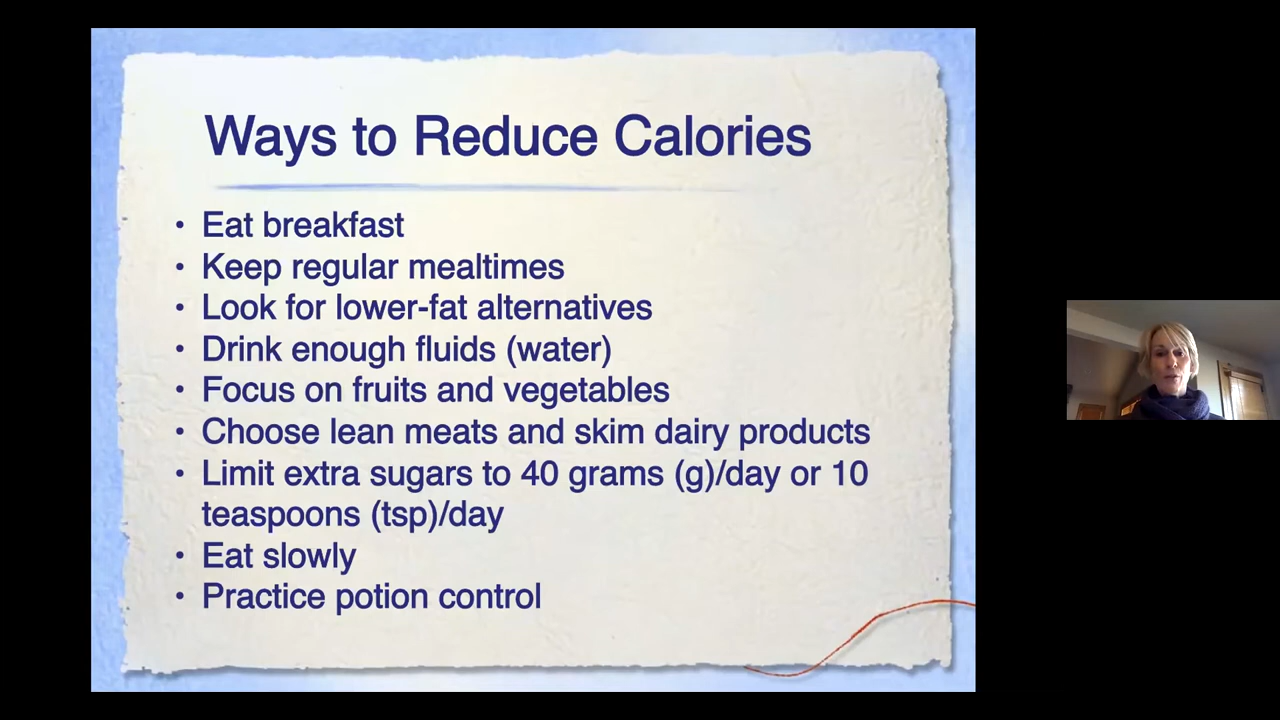 Ways to Reduce Calories
• Eat breakfast
• Keep regular mealtimes
• Look for lower-fat alternatives
• Drink enough fluids (water)
• Focus on fruits and vegetables
• Choose lean meats and skim dairy products
• Limit extra sugars to 40 grams (g)/day or 10
teaspoons (tsp)/day
• Eat slowly
• Practice potion control